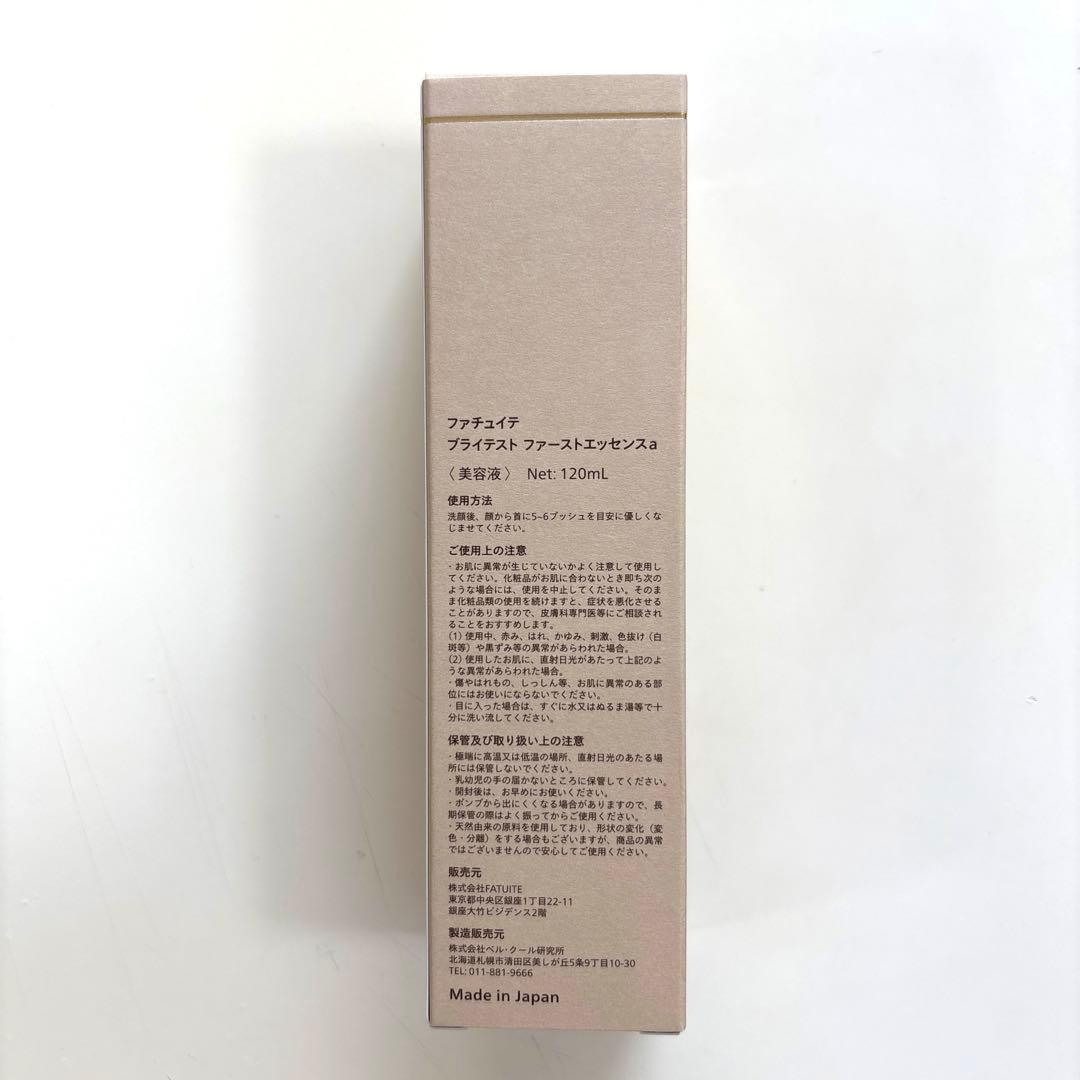 ファチュイテ
ブライテスト ファーストエッセンスa
〈美容液〉 Net: 120mL
使用方法
洗顔後、顔から首に5~6プッシュを目安に優しくな
じませてください。
ご使用上の注意
・お肌に異常が生じていないかよく注意して使用し
てください。化粧品がお肌に合わないとき即ち次の
ような場合には、使用を中止してください。そのまま
ま化粧品類の使用を続けますと、症状を悪化させる
ことがありますので、皮膚科専門医等にご相談され
ることをおすすめします。
(1) 使用中、赤み、はれ、かゆみ、刺激、色抜け（白
斑等）や黒ずみ等の異常があらわれた場合。
(2) 使用したお肌に、直射日光があたって上記のよ
うな異常があらわれた場合。
・傷やはれもの、しっしん等、お肌に異常のある部
位にはお使いにならないでください。
・目に入った場合は、すぐに水又はぬるま湯等で十
分に洗い流してください。
保管及び取り扱い上の注意
・極端に高温又は低温の場所、直射日光のあたる場
所には保管しないでください。
・乳幼児の手の届かないところに保管してください。
・開封後は、お早めにお使いください。
・ポンプから出にくくなる場合がありますので、長
期保管の際はよく振ってからご使用ください。
・天然由来の原料を使用しており、形状の変化（変
色・分離）をする場合もございますが、商品の異常
ではございませんので安心してご使用ください。
販売元
株式会社FATUITE
東京都中央区銀座1丁目22-11
銀座大竹ビジデンス2階
製造販売元
株式会社ベル・クール研究所
北海道札幌市清田区美しが丘5条9丁目10-30
TEL: 011-881-9666
Made in Japan